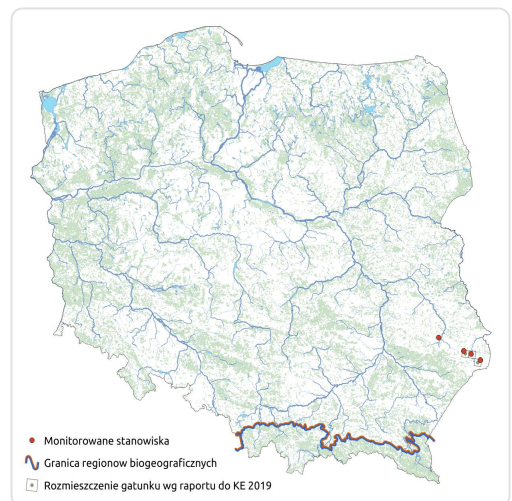 Monitorowane stanowiska
Granica regionow biogeograficznych
Rozmieszczenie gatunku wg raportu do KE 2019